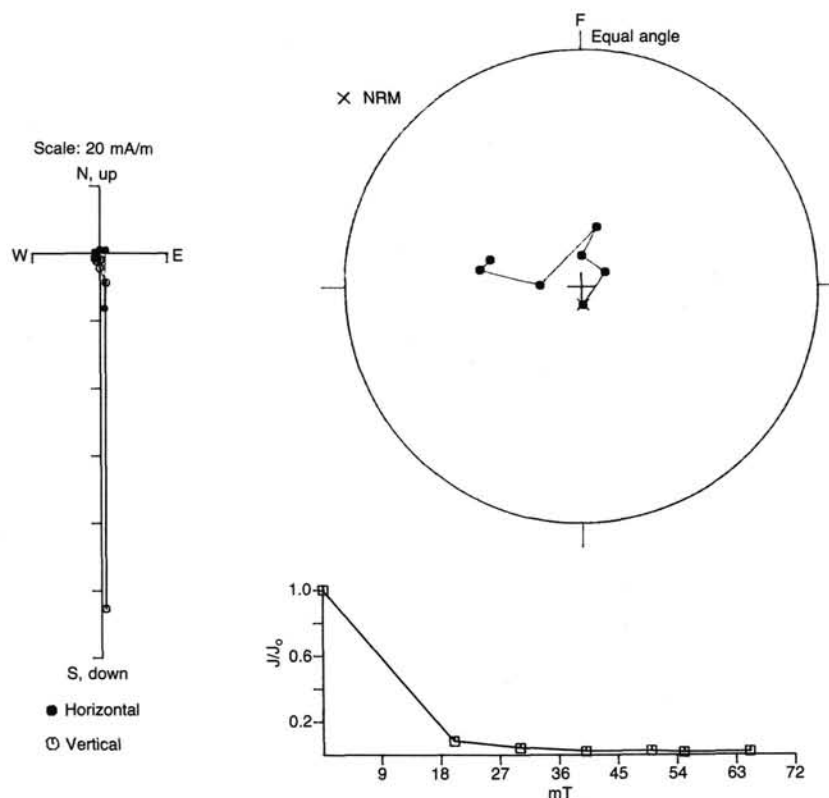 F
Equal angle
× NRM
Scale: 20 mA/m
N, up
W
E
S, down
● Horizontal
○ Vertical
J/J₀
1.0
0.6
0.2
9 18 27 36 45 54 63 72
mT